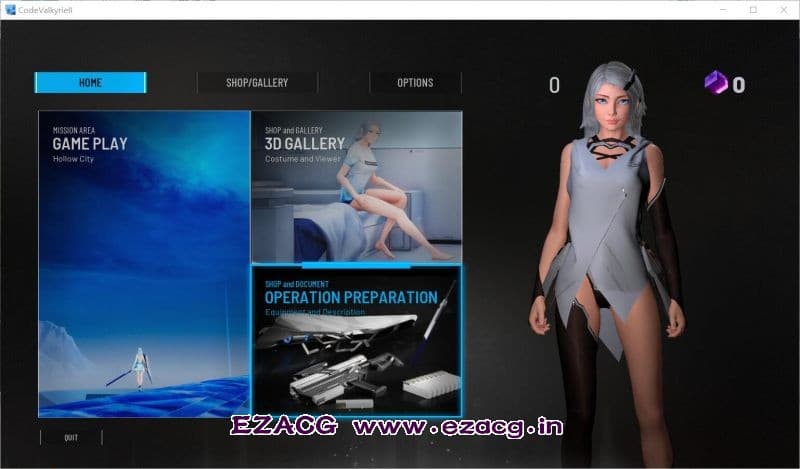 CodeValkyrieII
HOME
SHOP/GALLERY
OPTIONS
0
0
MISSION AREA
GAME PLAY
Hollow City
SHOP and GALLERY
3D GALLERY
Costume and Viewer
SHOP and DOCUMENT
OPERATION PREPARATION
Equipment and Description
QUIT
EZACG www.ezacg.in